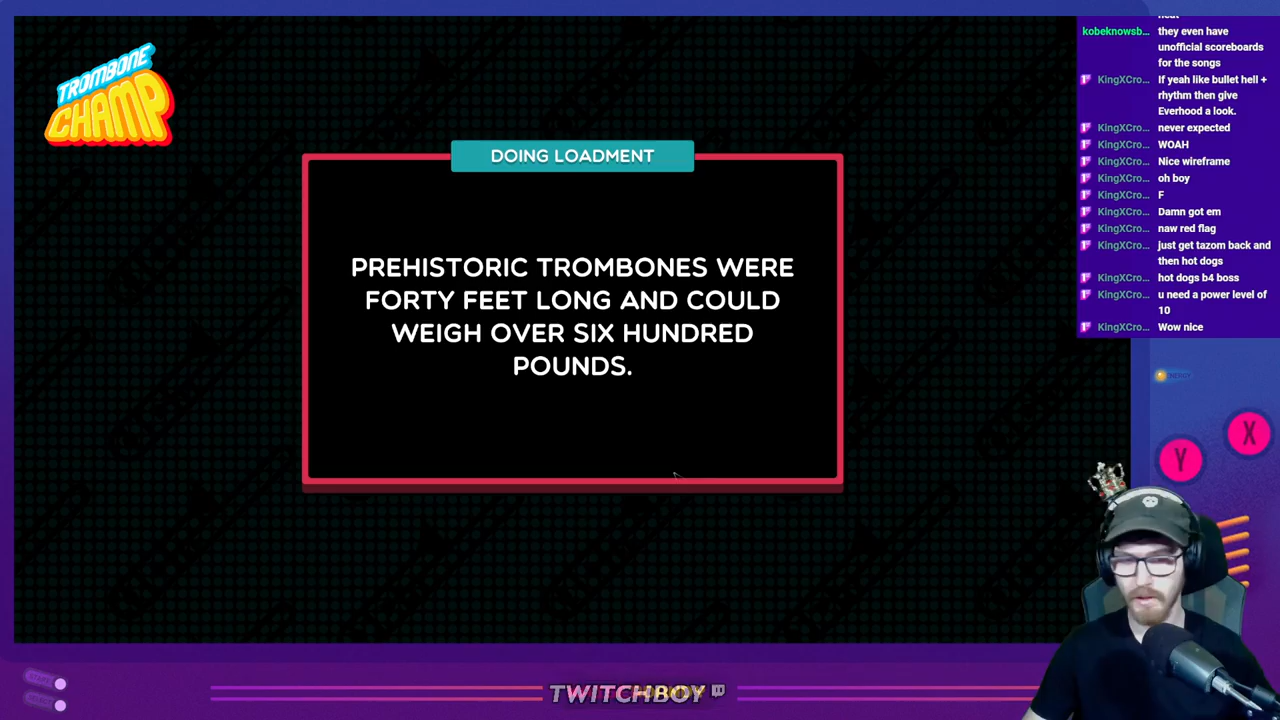 TROMBONE
CHAMP
DOING LOADMENT
PREHISTORIC TROMBONES WERE
FORTY FEET LONG AND COULD
WEIGH OVER SIX HUNDRED
POUNDS.
kobeknowsb... they even have
unofficial scoreboards
for the songs
KingXCro... If yeah like bullet hell +
rhythm then give
Everhood a look.
KingXCro... never expected
KingXCro... WOAH
KingXCro... Nice wireframe
KingXCro... oh boy
KingXCro... F
KingXCro... Damn got em
KingXCro... naw red flag
KingXCro... just get tazom back and
then hot dogs
KingXCro... hot dogs b4 boss
KingXCro... u need a power level of
10
KingXCro... Wow nice
X
Y
TWITCHBOY